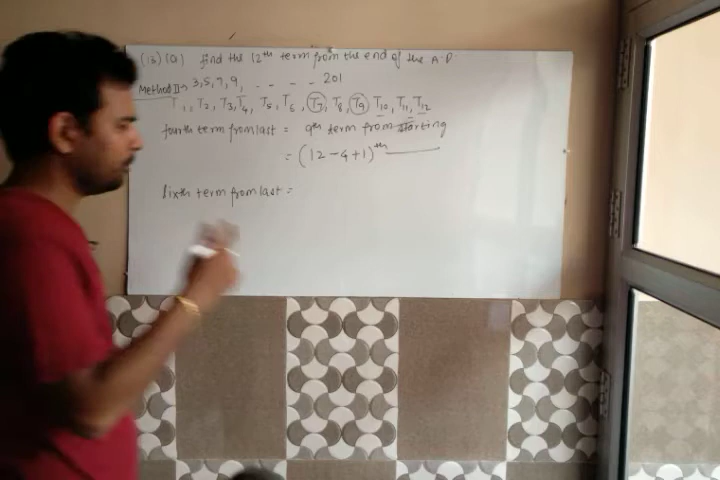 (13) (a) find the 12th term from the end of the A.P
Method II → 3, 5, 7, 9, - - - - 201
T1, T2, T3, T4, T5, T6, T7, T8, T9, T10, T11, T12
fourth term from last = 9th term from starting
= (12 - 4 + 1)th
Sixth term from last =